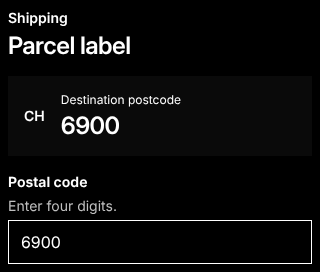 Shipping
Parcel label
Destination postcode
CH
6900
Postal code
Enter four digits.
6900